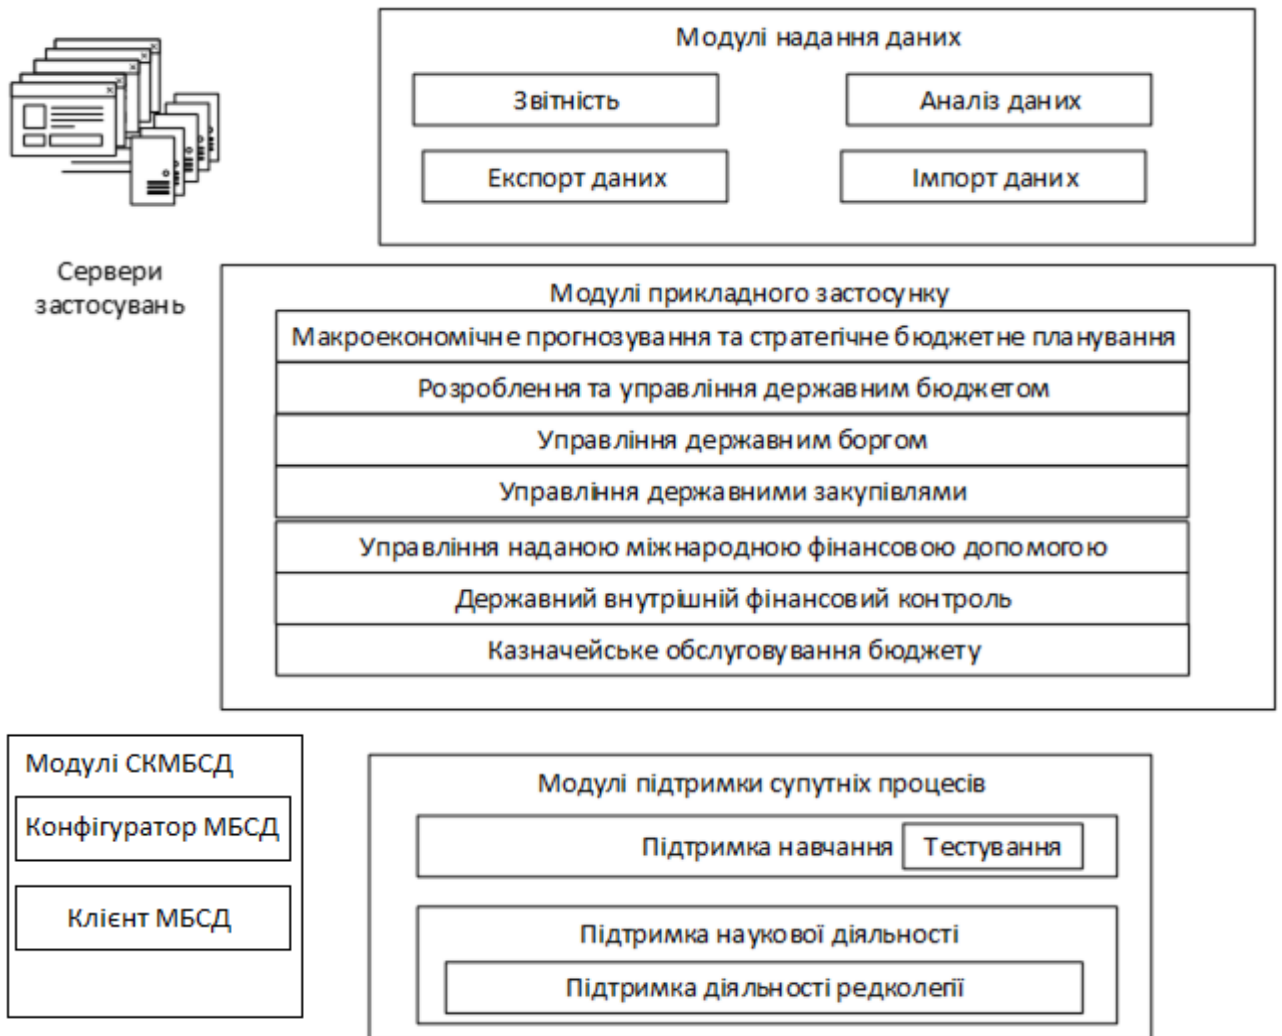 Модулі надання даних
Звітність
Аналіз даних
Експорт даних
Імпорт даних
Сервери
застосувань
Модулі прикладного застосунку
Макроекономічне прогнозування та стратегічне бюджетне планування
Розроблення та управління державним бюджетом
Управління державним боргом
Управління державними закупівлями
Управління наданою міжнародною фінансовою допомогою
Державний внутрішній фінансовий контроль
Казначейське обслуговування бюджету
Модулі СКМБСД
Конфігуратор МБСД
Клієнт МБСД
Модулі підтримки супутніх процесів
Підтримка навчання
Тестування
Підтримка наукової діяльності
Підтримка діяльності редколегії